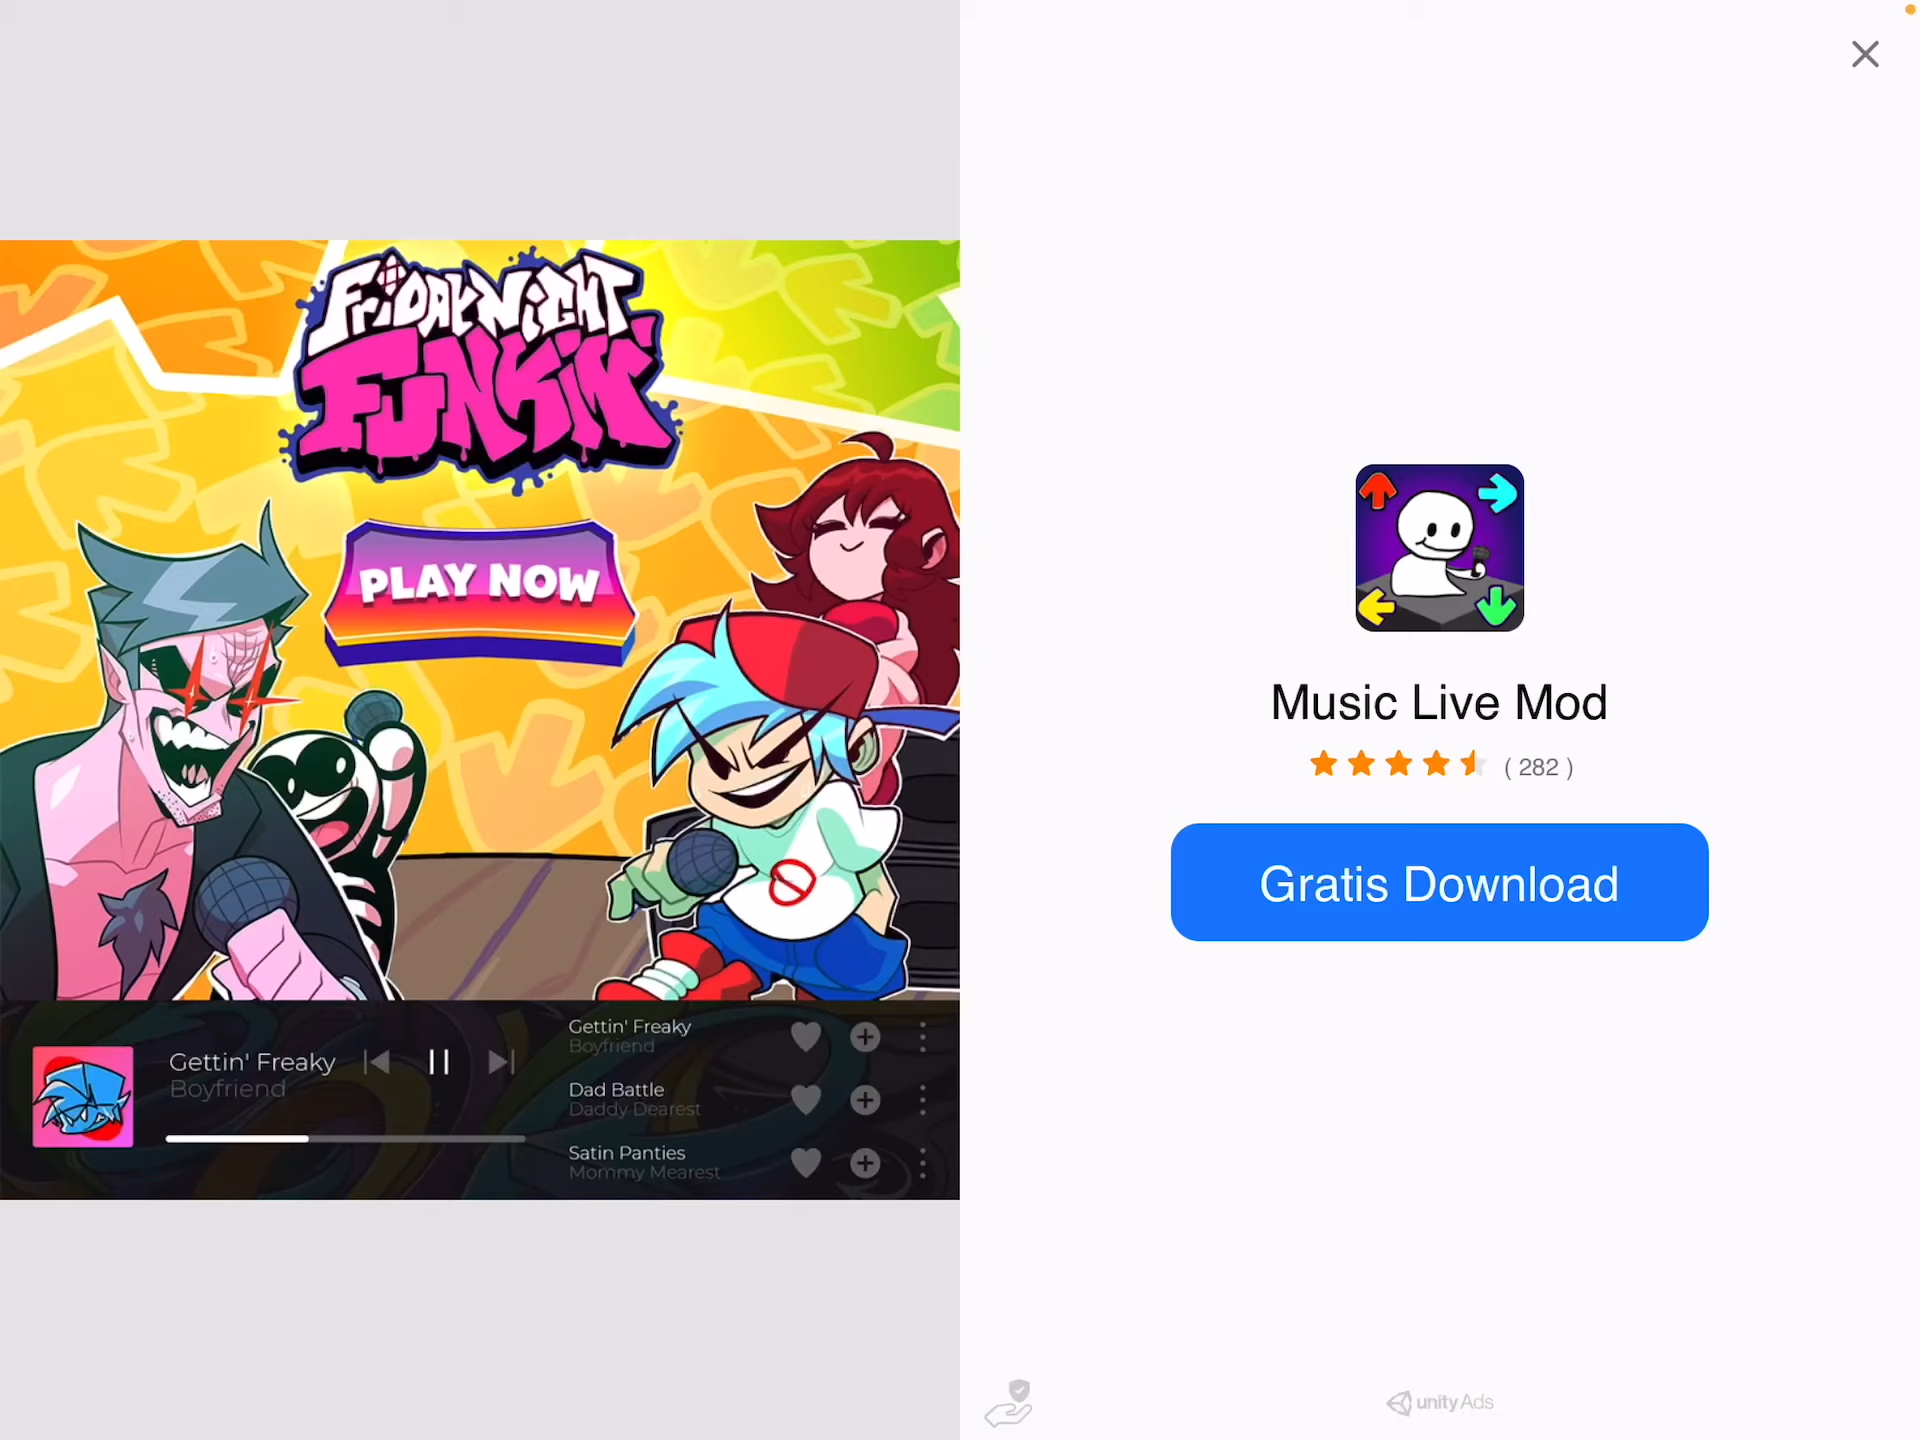 FRiDAY NiGHT
FUNKiN'
PLAY NOW
Gettin' Freaky
Boyfriend
Gettin' Freaky
Boyfriend
Dad Battle
Daddy Dearest
Satin Panties
Mommy Mearest
Music Live Mod
( 282 )
Gratis Download
unity Ads